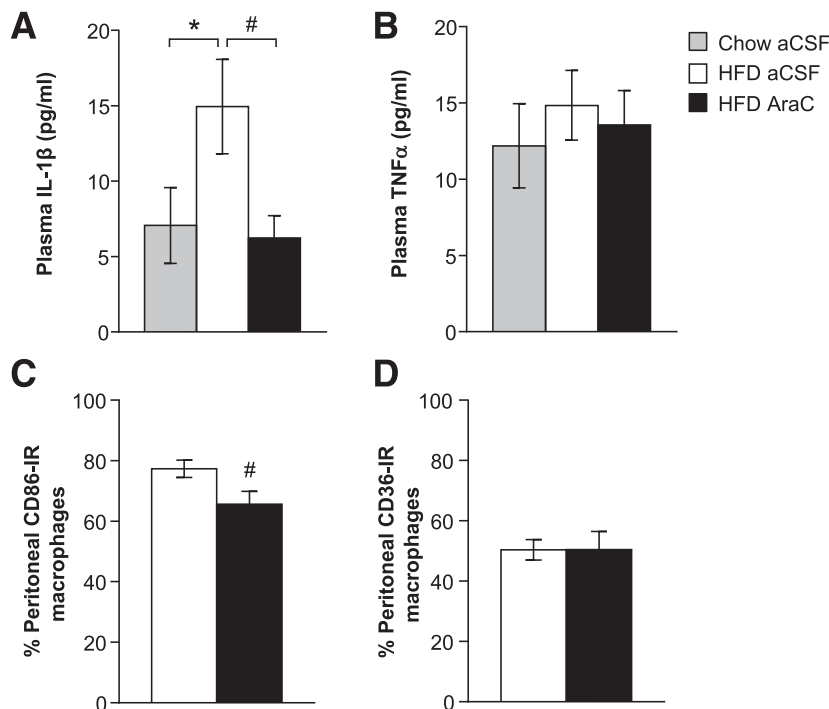 A
Plasma IL-1β (pg/ml)
20
15
10
5
0
*
#
B
Plasma TNFα (pg/ml)
20
15
10
5
0
Chow aCSF
HFD aCSF
HFD AraC
C
% Peritoneal CD86-IR
macrophages
100
80
60
40
20
0
#
D
% Peritoneal CD36-IR
macrophages
100
80
60
40
20
0